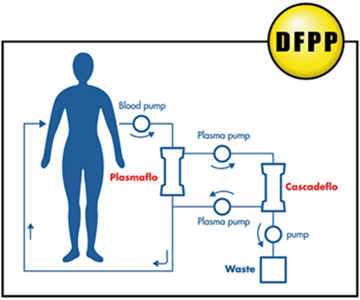 DFPP
Blood pump
Plasma pump
Plasmaflo
Cascadeflo
Plasma pump
pump
Waste